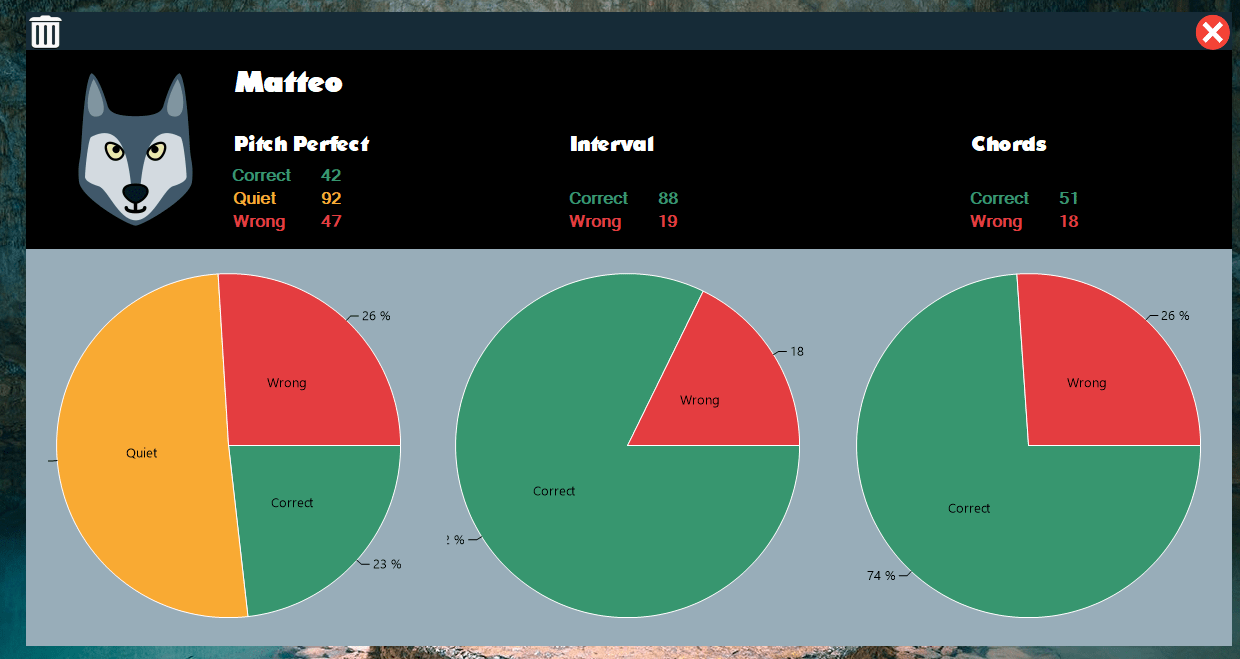 Matteo
Pitch Perfect
Correct 42
Quiet 92
Wrong 47
Interval
Correct 88
Wrong 19
Chords
Correct 51
Wrong 18
26 %
Wrong
Quiet
Correct
23 %
18
Wrong
Correct
%
26 %
Wrong
Correct
74 %